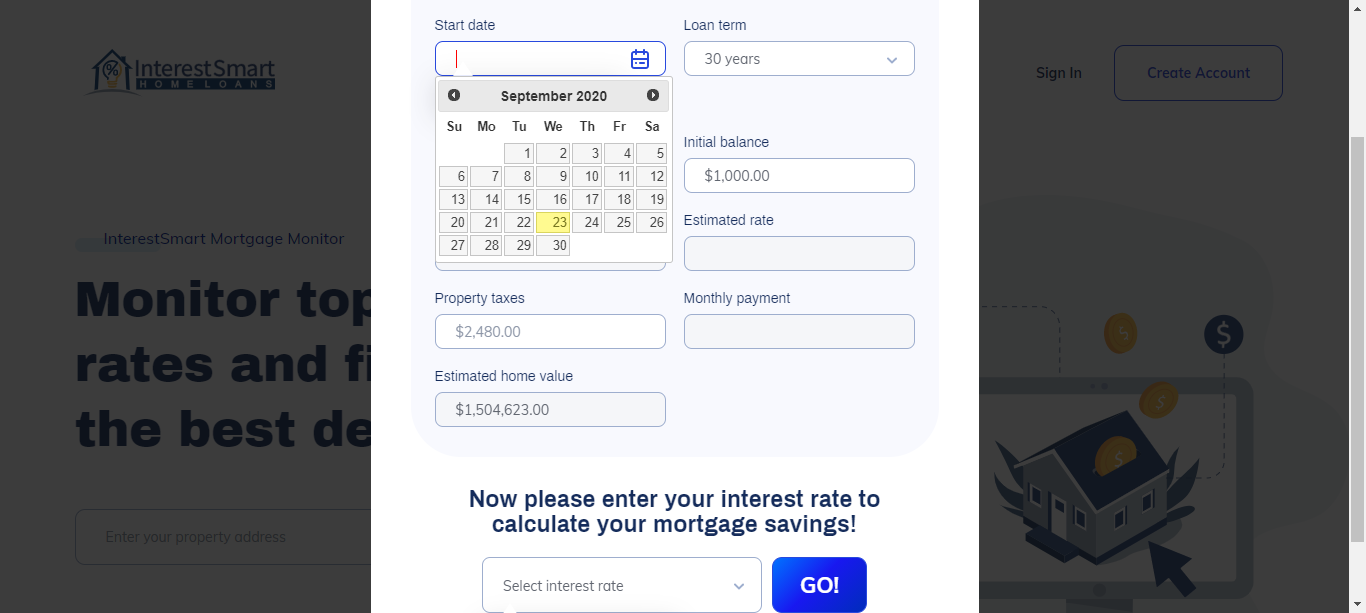 Start date
Loan term
30 years
InterestSmart
HOME LOANS
Sign In
Create Account
September 2020
Su Mo Tu We Th Fr Sa
1 2 3 4 5
6 7 8 9 10 11 12
13 14 15 16 17 18 19
20 21 22 23 24 25 26
27 28 29 30
Initial balance
$1,000.00
Estimated rate
InterestSmart Mortgage Monitor
Monitor top
rates and fi
the best de
Property taxes
$2,480.00
Monthly payment
Estimated home value
$1,504,623.00
Now please enter your interest rate to
calculate your mortgage savings!
Enter your property address
Select interest rate
GO!